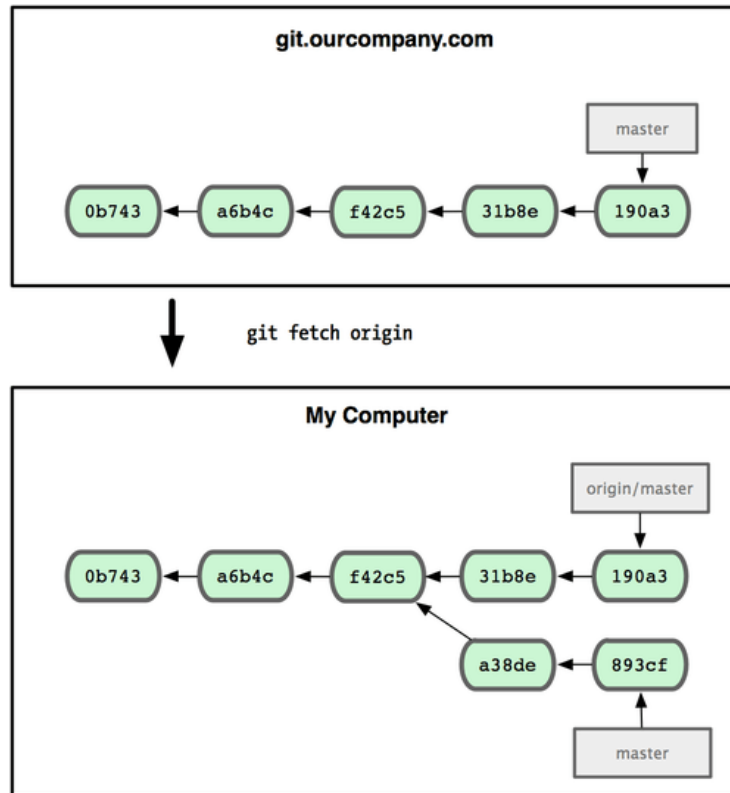 git.ourcompany.com
master
0b743 a6b4c f42c5 31b8e 190a3
git fetch origin
My Computer
origin/master
0b743 a6b4c f42c5 31b8e 190a3
a38de 893cf
master